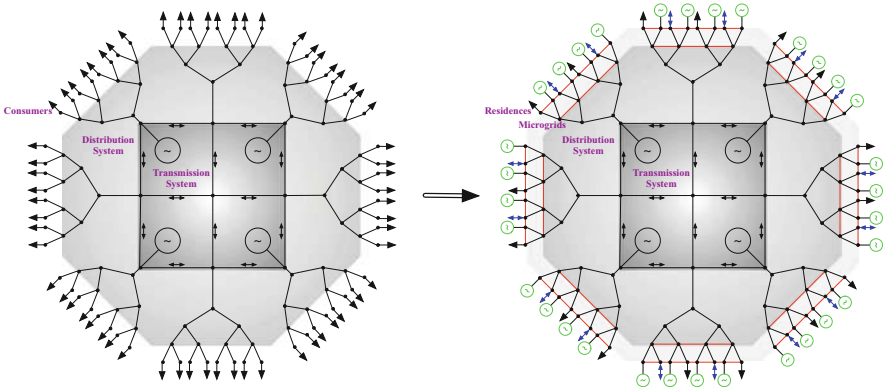 Consumers
Distribution
System
Transmission
System
Residences
Microgrids
Distribution
System
Transmission
System